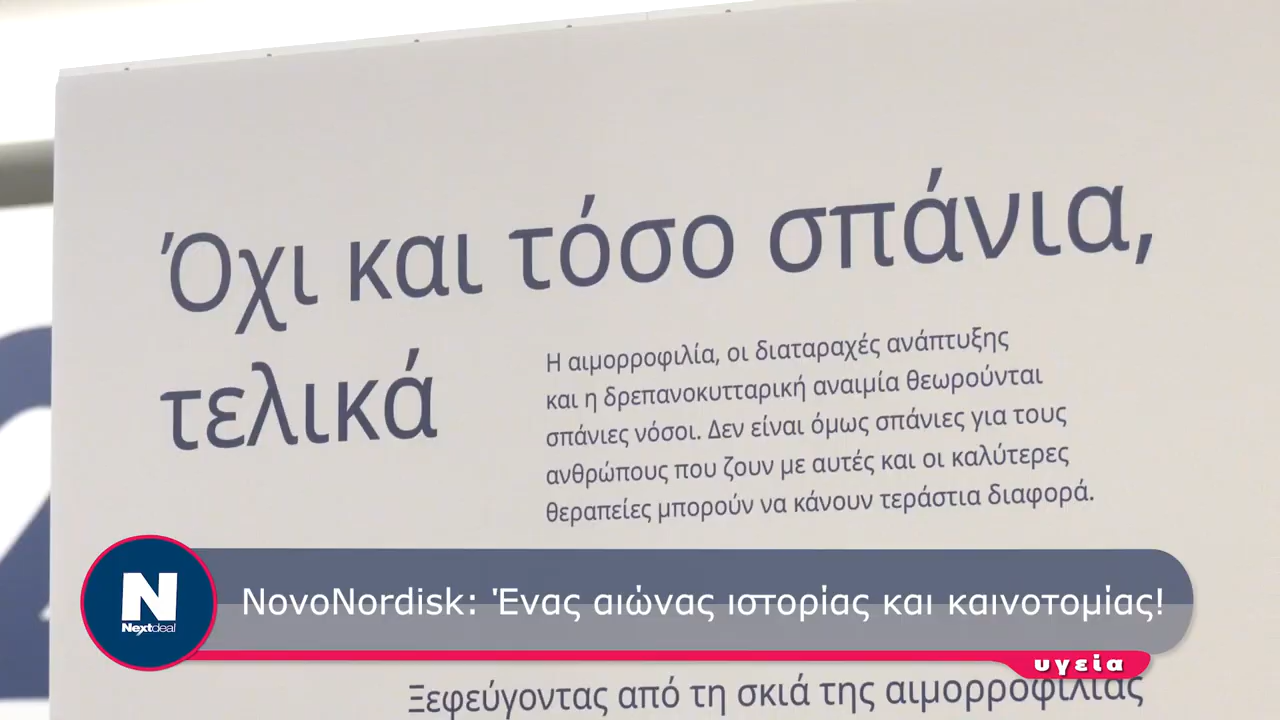 Όχι και τόσο σπάνια,
τελικά
Η αιμορροφιλία, οι διαταραχές ανάπτυξης
και η δρεπανοκυτταρική αναιμία θεωρούνται
σπάνιες νόσοι. Δεν είναι όμως σπάνιες για τους
ανθρώπους που ζουν με αυτές και οι καλύτερες
θεραπείες μπορούν να κάνουν τεράστια διαφορά.
N
Nextdeal
NovoNordisk: Ένας αιώνας ιστορίας και καινοτομίας!
υγεία
Ξεφεύγοντας από τη σκιά της αιμορροφιλίας